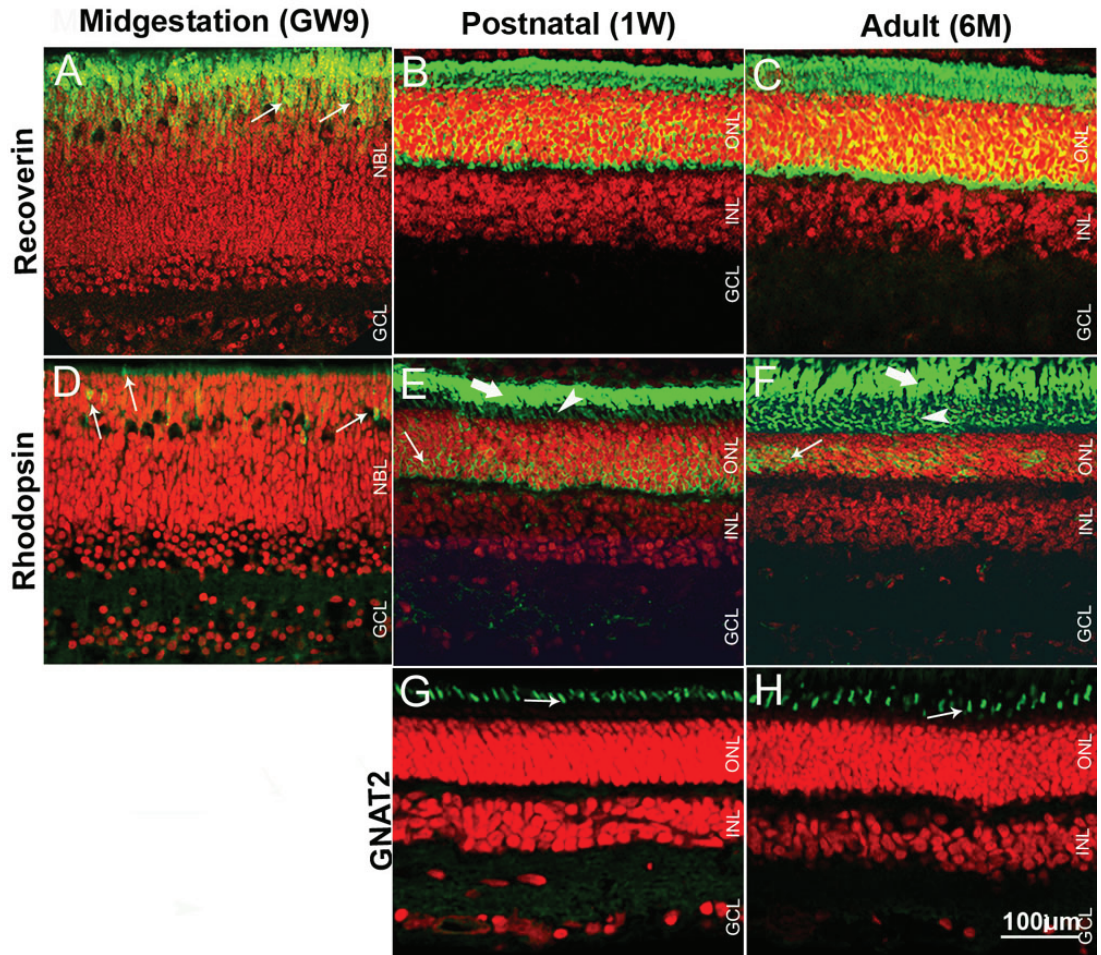 Midgestation (GW9)
Postnatal (1W)
Adult (6M)
Recoverin
A
NBL
GCL
B
ONL
INL
GCL
C
ONL
INL
GCL
Rhodopsin
D
NBL
GCL
E
ONL
INL
GCL
F
ONL
INL
GCL
GNAT2
G
ONL
INL
GCL
H
ONL
INL
GCL
100μm